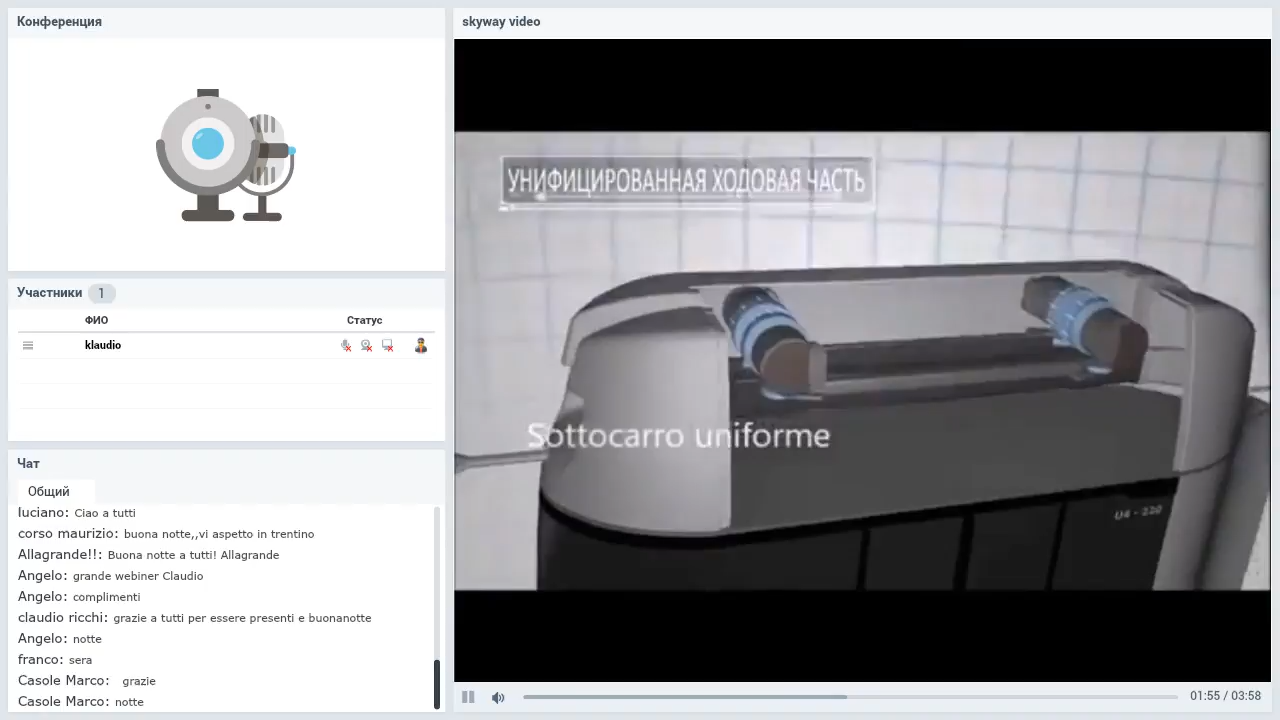 Конференция
skyway video
УНИФИЦИРОВАННАЯ ХОДОВАЯ ЧАСТЬ
Sottocarro uniforme
U4 - 220
Участники 1
ФИО Статус
klaudio
Чат
Общий
luciano: Ciao a tutti
corso maurizio: buona notte,,vi aspetto in trentino
Allagrande!!: Buona notte a tutti! Allagrande
Angelo: grande webiner Claudio
Angelo: complimenti
claudio ricchi: grazie a tutti per essere presenti e buonanotte
Angelo: notte
franco: sera
Casole Marco: grazie
Casole Marco: notte
01:55 / 03:58